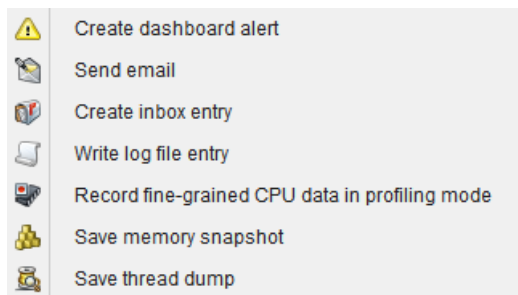 Create dashboard alert
Send email
Create inbox entry
Write log file entry
Record fine-grained CPU data in profiling mode
Save memory snapshot
Save thread dump